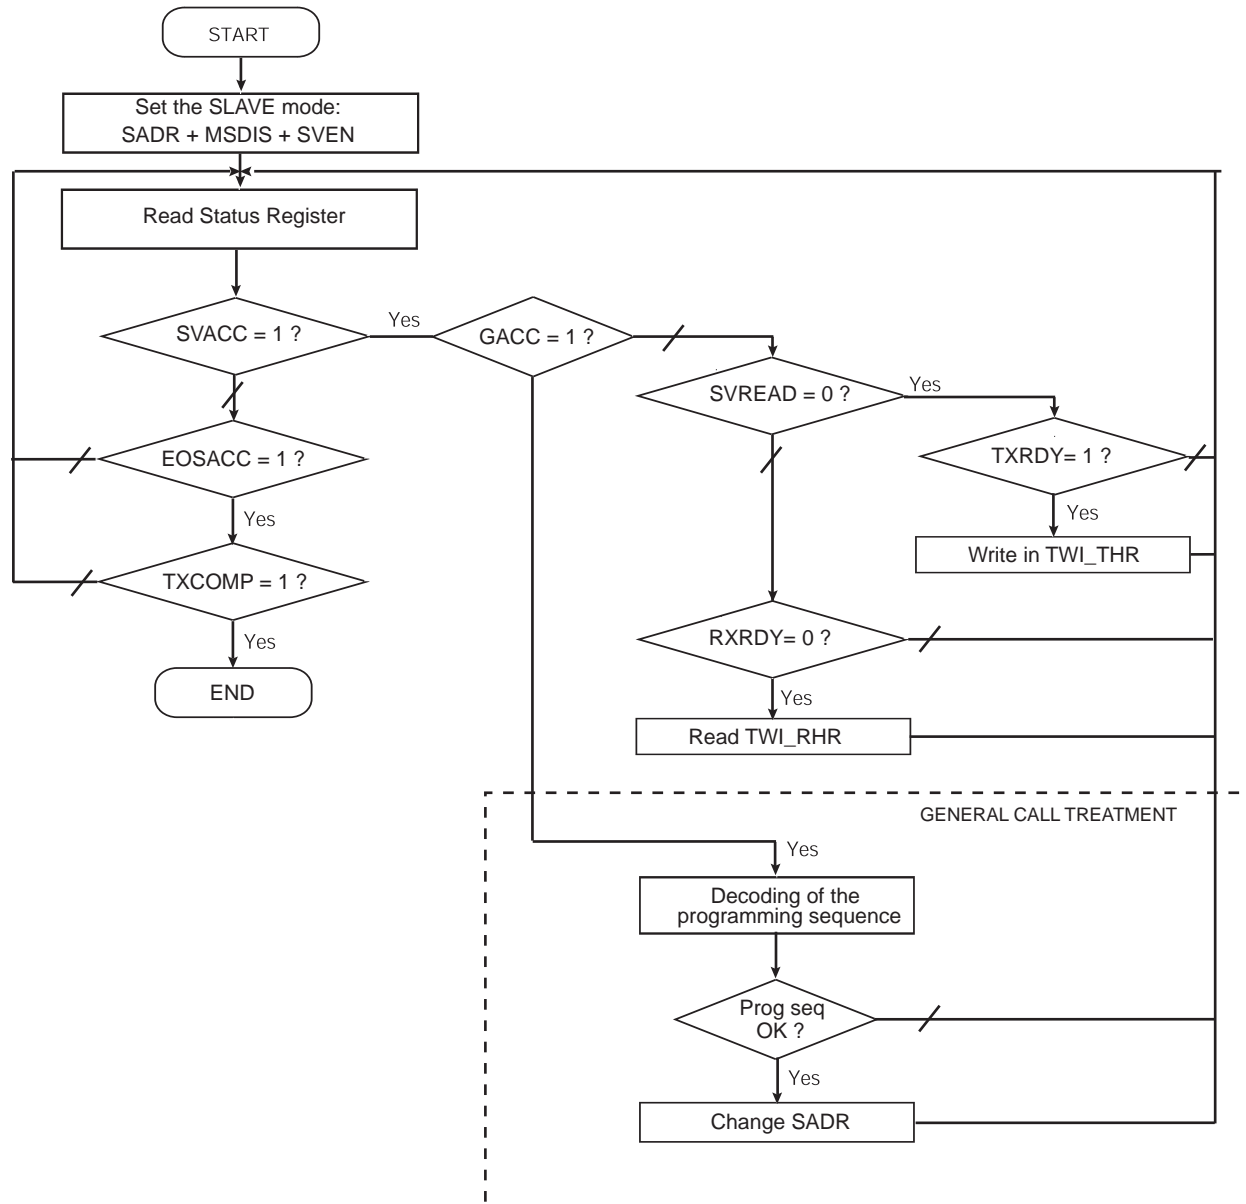 START
Set the SLAVE mode:
SADR + MSDIS + SVEN
Read Status Register
SVACC = 1 ?
Yes
GACC = 1 ?
SVREAD = 0 ?
Yes
EOSACC = 1 ?
TXRDY= 1 ?
Yes
Yes
Write in TWI_THR
TXCOMP = 1 ?
Yes
RXRDY= 0 ?
END
Yes
Read TWI_RHR
GENERAL CALL TREATMENT
Yes
Decoding of the
programming sequence
Prog seq
OK ?
Yes
Change SADR